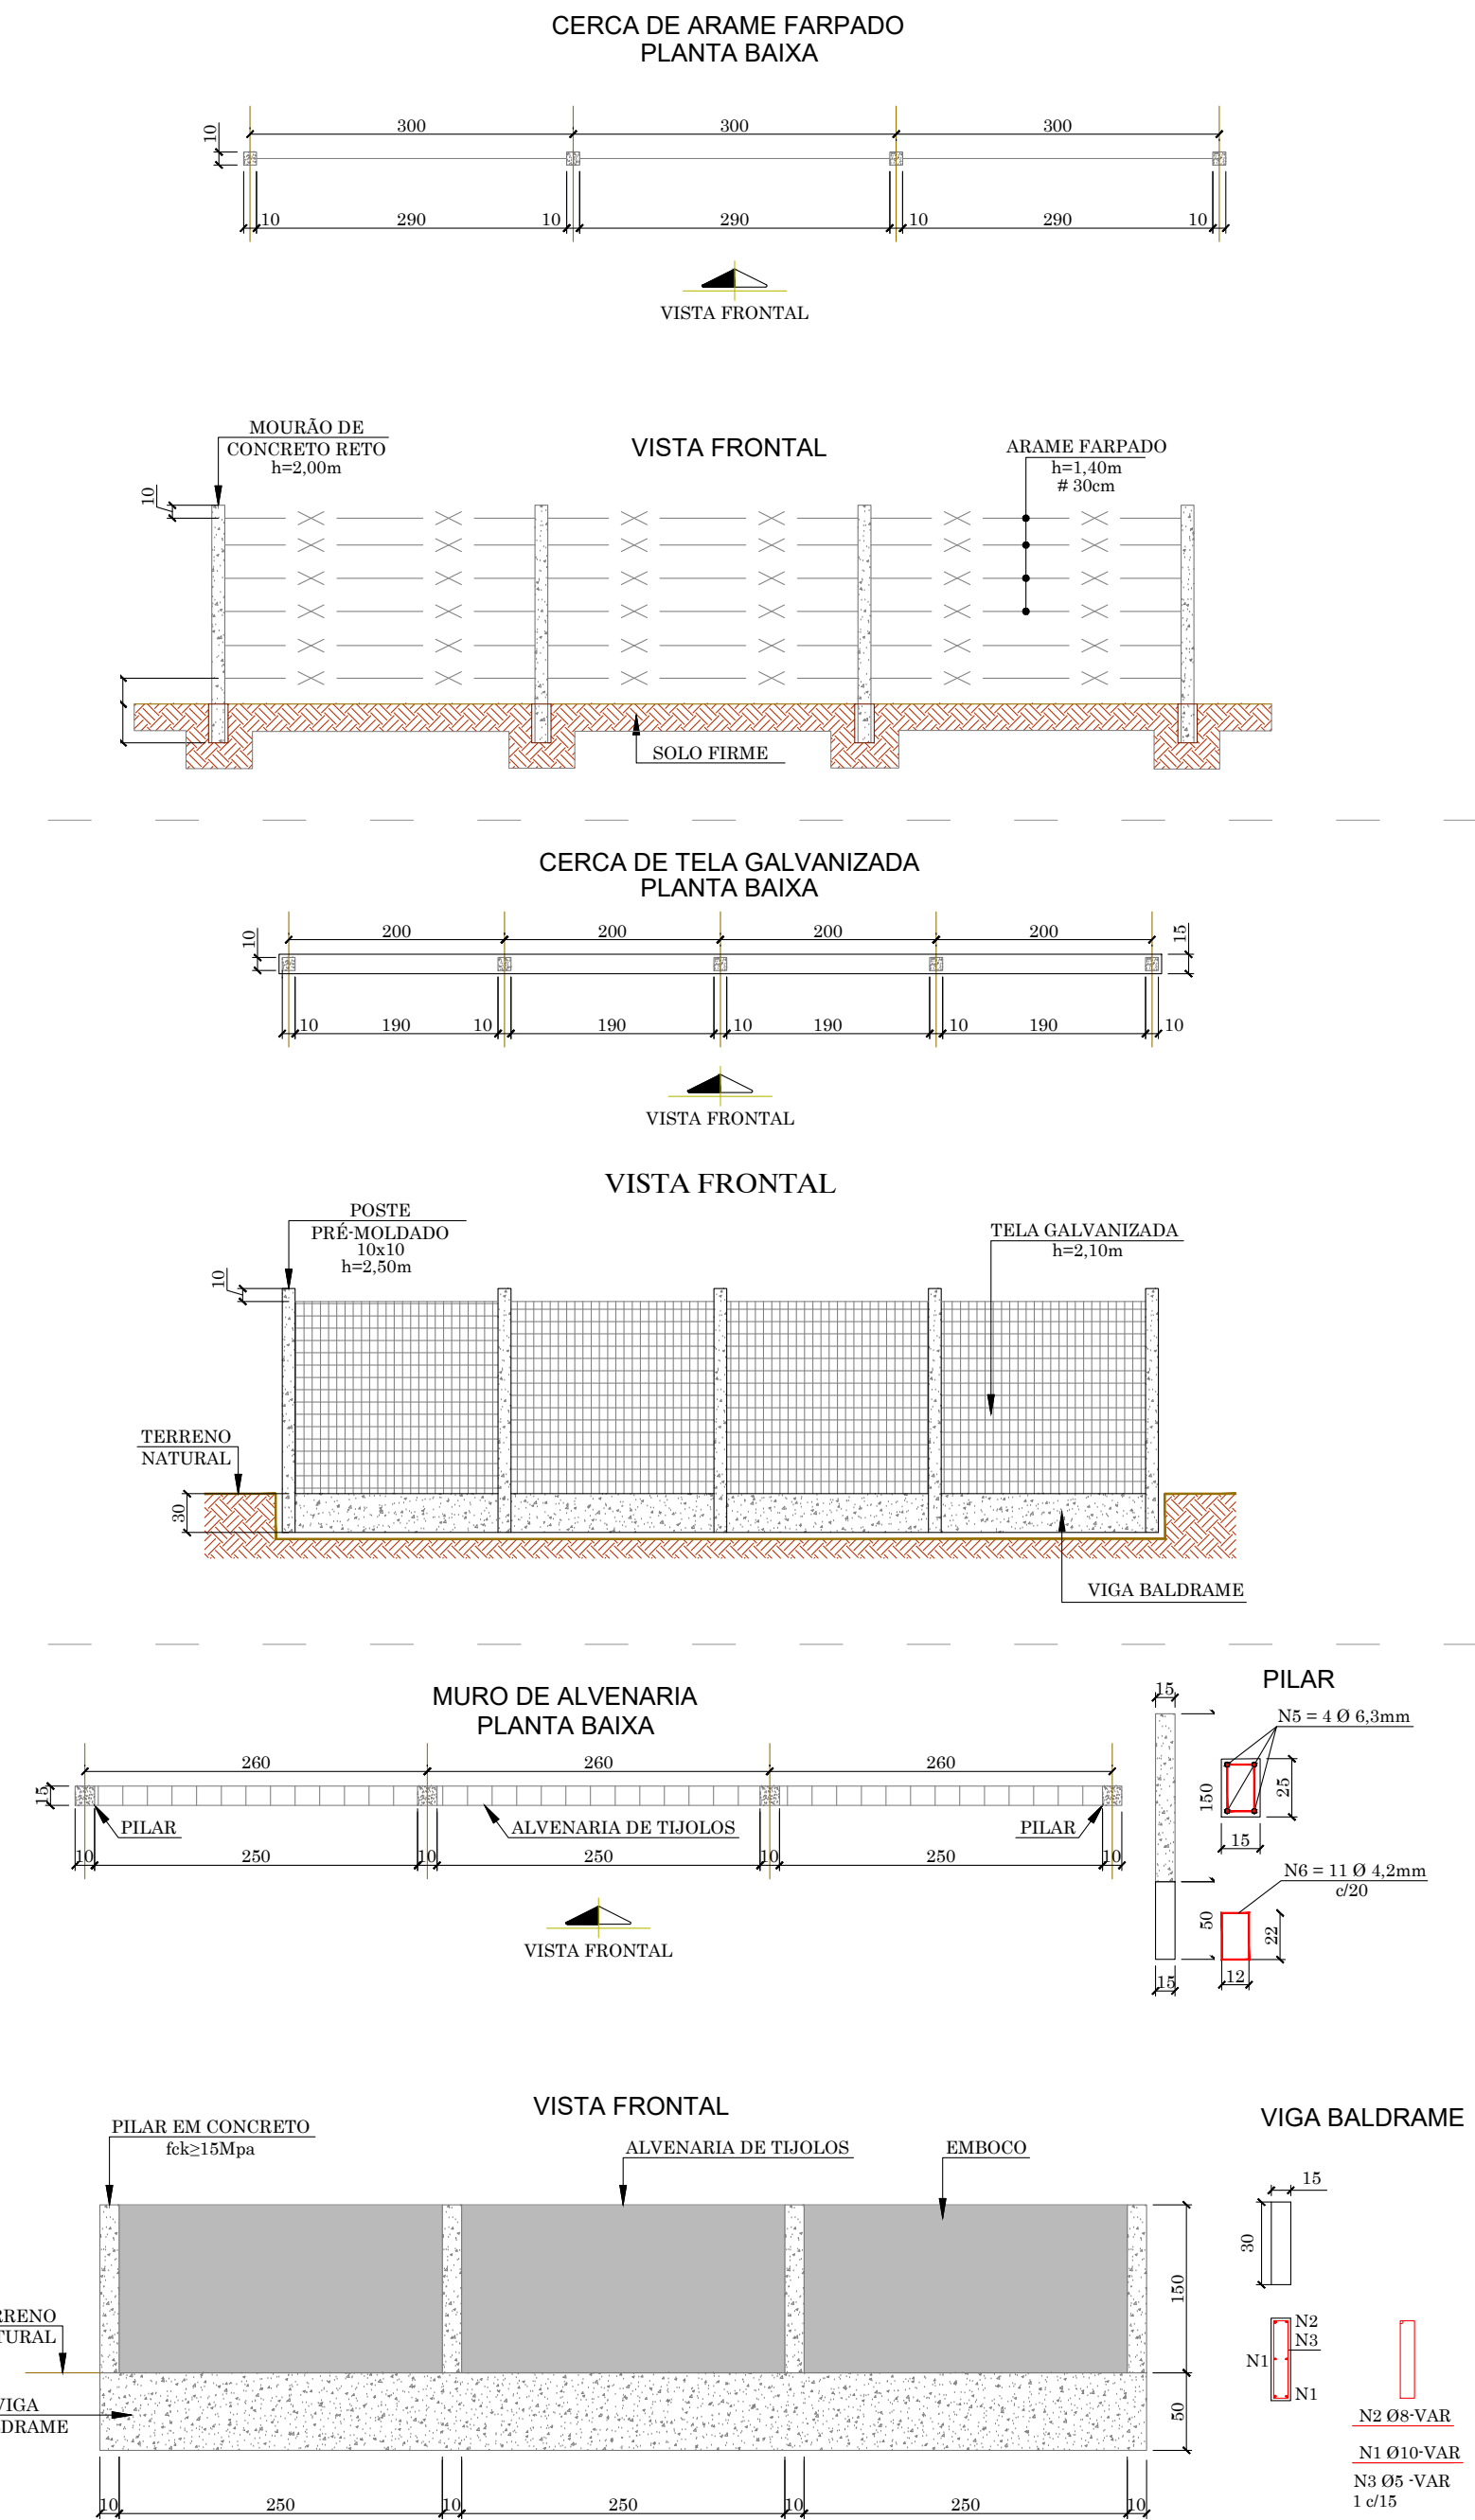 CERCA DE ARAME FARPADO
PLANTA BAIXA
300 300 300
10
10 290 10 290 10 290 10
VISTA FRONTAL
MOURÃO DE
CONCRETO RETO
h=2,00m
VISTA FRONTAL
ARAME FARPADO
h=1,40m
# 30cm
10
SOLO FIRME
CERCA DE TELA GALVANIZADA
PLANTA BAIXA
200 200 200 200
10
15
10 190 10 190 10 190 10 190 10
VISTA FRONTAL
VISTA FRONTAL
POSTE
PRÉ-MOLDADO
10x10
h=2,50m
TELA GALVANIZADA
h=2,10m
10
TERRENO
NATURAL
30
VIGA BALDRAME
MURO DE ALVENARIA
PLANTA BAIXA
260 260 260
15
PILAR
ALVENARIA DE TIJOLOS
PILAR
10 250 10 250 10 250 10
VISTA FRONTAL
PILAR
15
N5 = 4 Ø 6,3mm
150
25
15
N6 = 11 Ø 4,2mm
c/20
50
22
15
12
VISTA FRONTAL
PILAR EM CONCRETO
fck≥15Mpa
ALVENARIA DE TIJOLOS
EMBOCO
150
RRENO
TURAL
VIGA
LDRAME
50
10 250 10 250 10 250 10
VIGA BALDRAME
15
30
N2
N3
N1
N1
N2 Ø8-VAR
N1 Ø10-VAR
N3 Ø5 -VAR
1 c/15